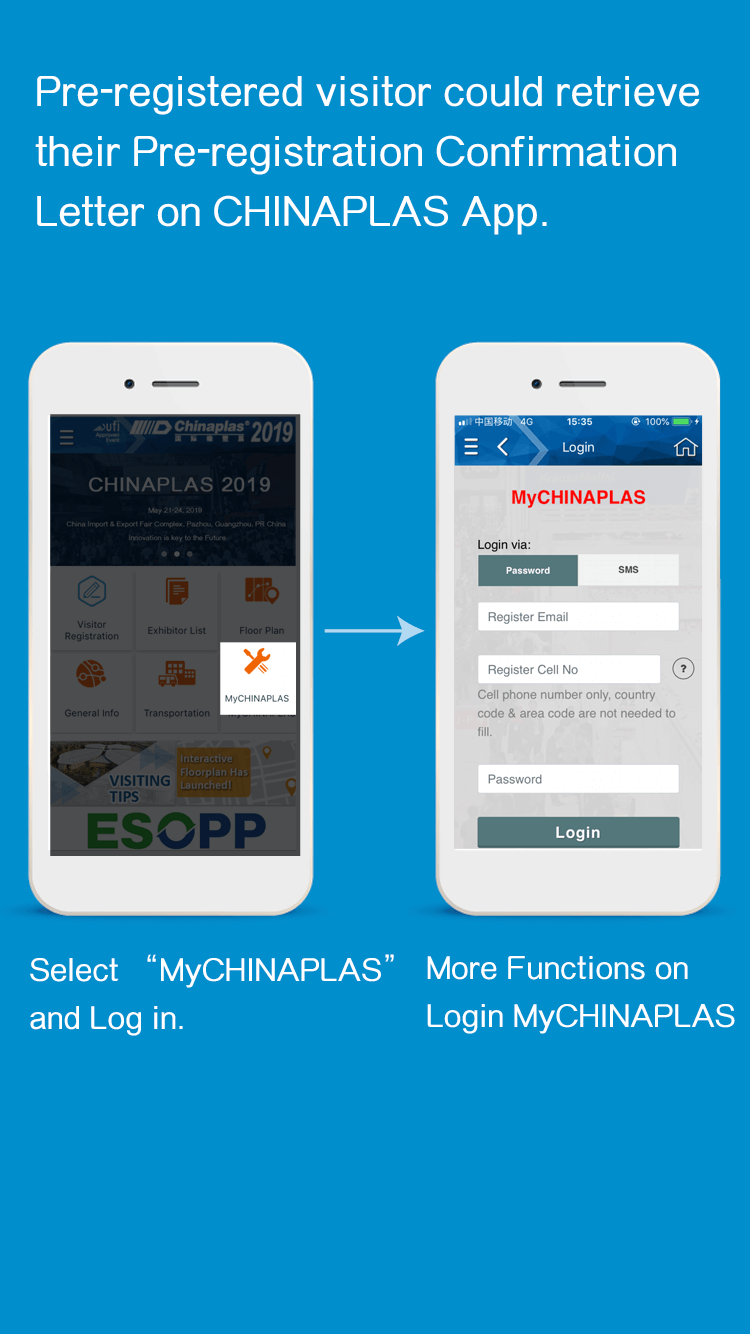 Pre-registered visitor could retrieve
their Pre-registration Confirmation
Letter on CHINAPLAS App.
ufi
Approved
Event
Chinaplas® 2019
CHINAPLAS 2019
May 21-24, 2019
China Import & Export Fair Complex, Pazhou, Guangzhou, PR China
Innovation is key to the Future
Visitor
Registration
Exhibitor List
Floor Plan
General Info
Transportation
MyCHINAPLAS
VISITING
TIPS
Interactive
Floorplan Has
Launched!
ESOPP
中国移动 4G 15:35 100%
Login
MyCHINAPLAS
Login via:
Password SMS
Register Email
Register Cell No ?
Cell phone number only, country
code & area code are not needed to
fill.
Password
Login
Select “MyCHINAPLAS”
and Log in.
More Functions on
Login MyCHINAPLAS